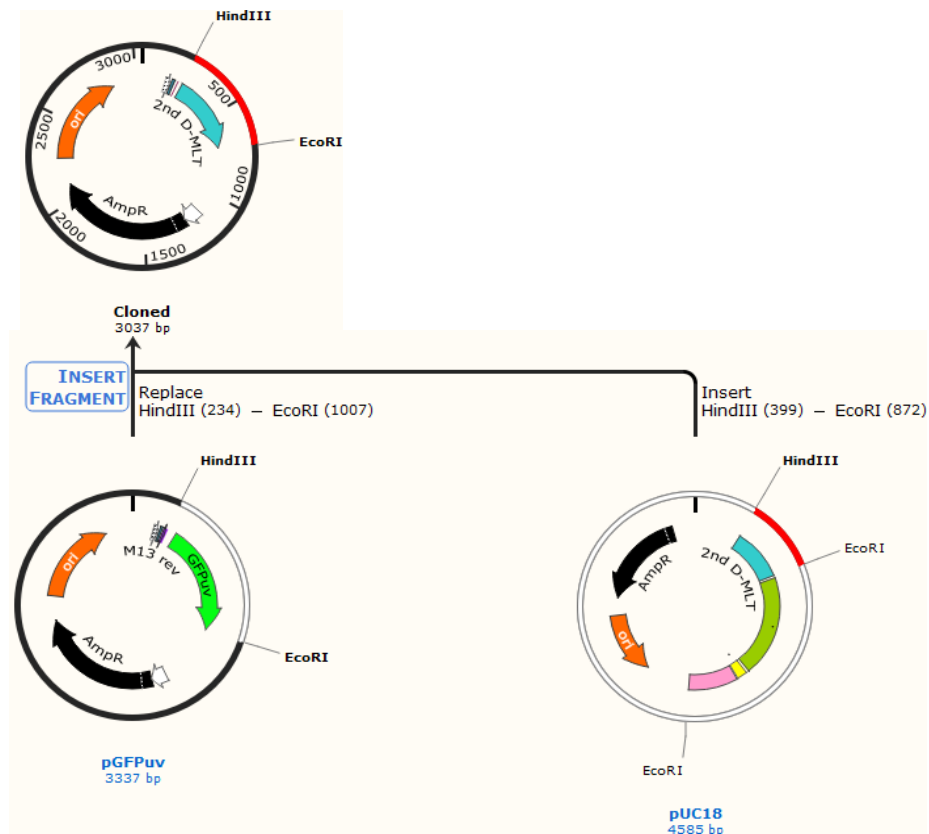 HindIII
3000
500
2nd D-MLT
ori
2500
EcoRI
1000
AmpR
2000
1500
Cloned
3037 bp
INSERT
FRAGMENT
Replace
HindIII (234) – EcoRI (1007)
Insert
HindIII (399) – EcoRI (872)
HindIII
HindIII
M13 rev
ori
GFPuv
AmpR
EcoRI
2nd D-MLT
AmpR
ori
EcoRI
EcoRI
pGFPuv
3337 bp
pUC18
4585 bp